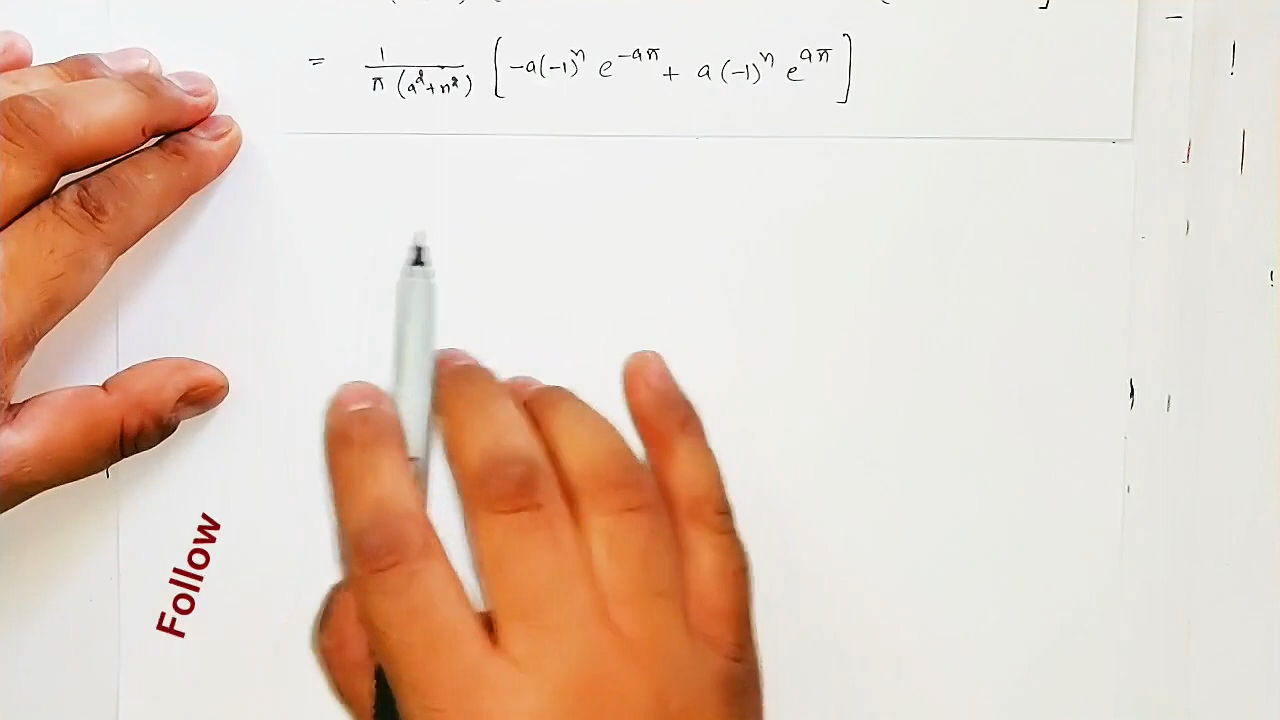 = 1/π(a²+n²) [-a(-1)ⁿ e^-aπ + a(-1)ⁿ e^aπ]
Follow